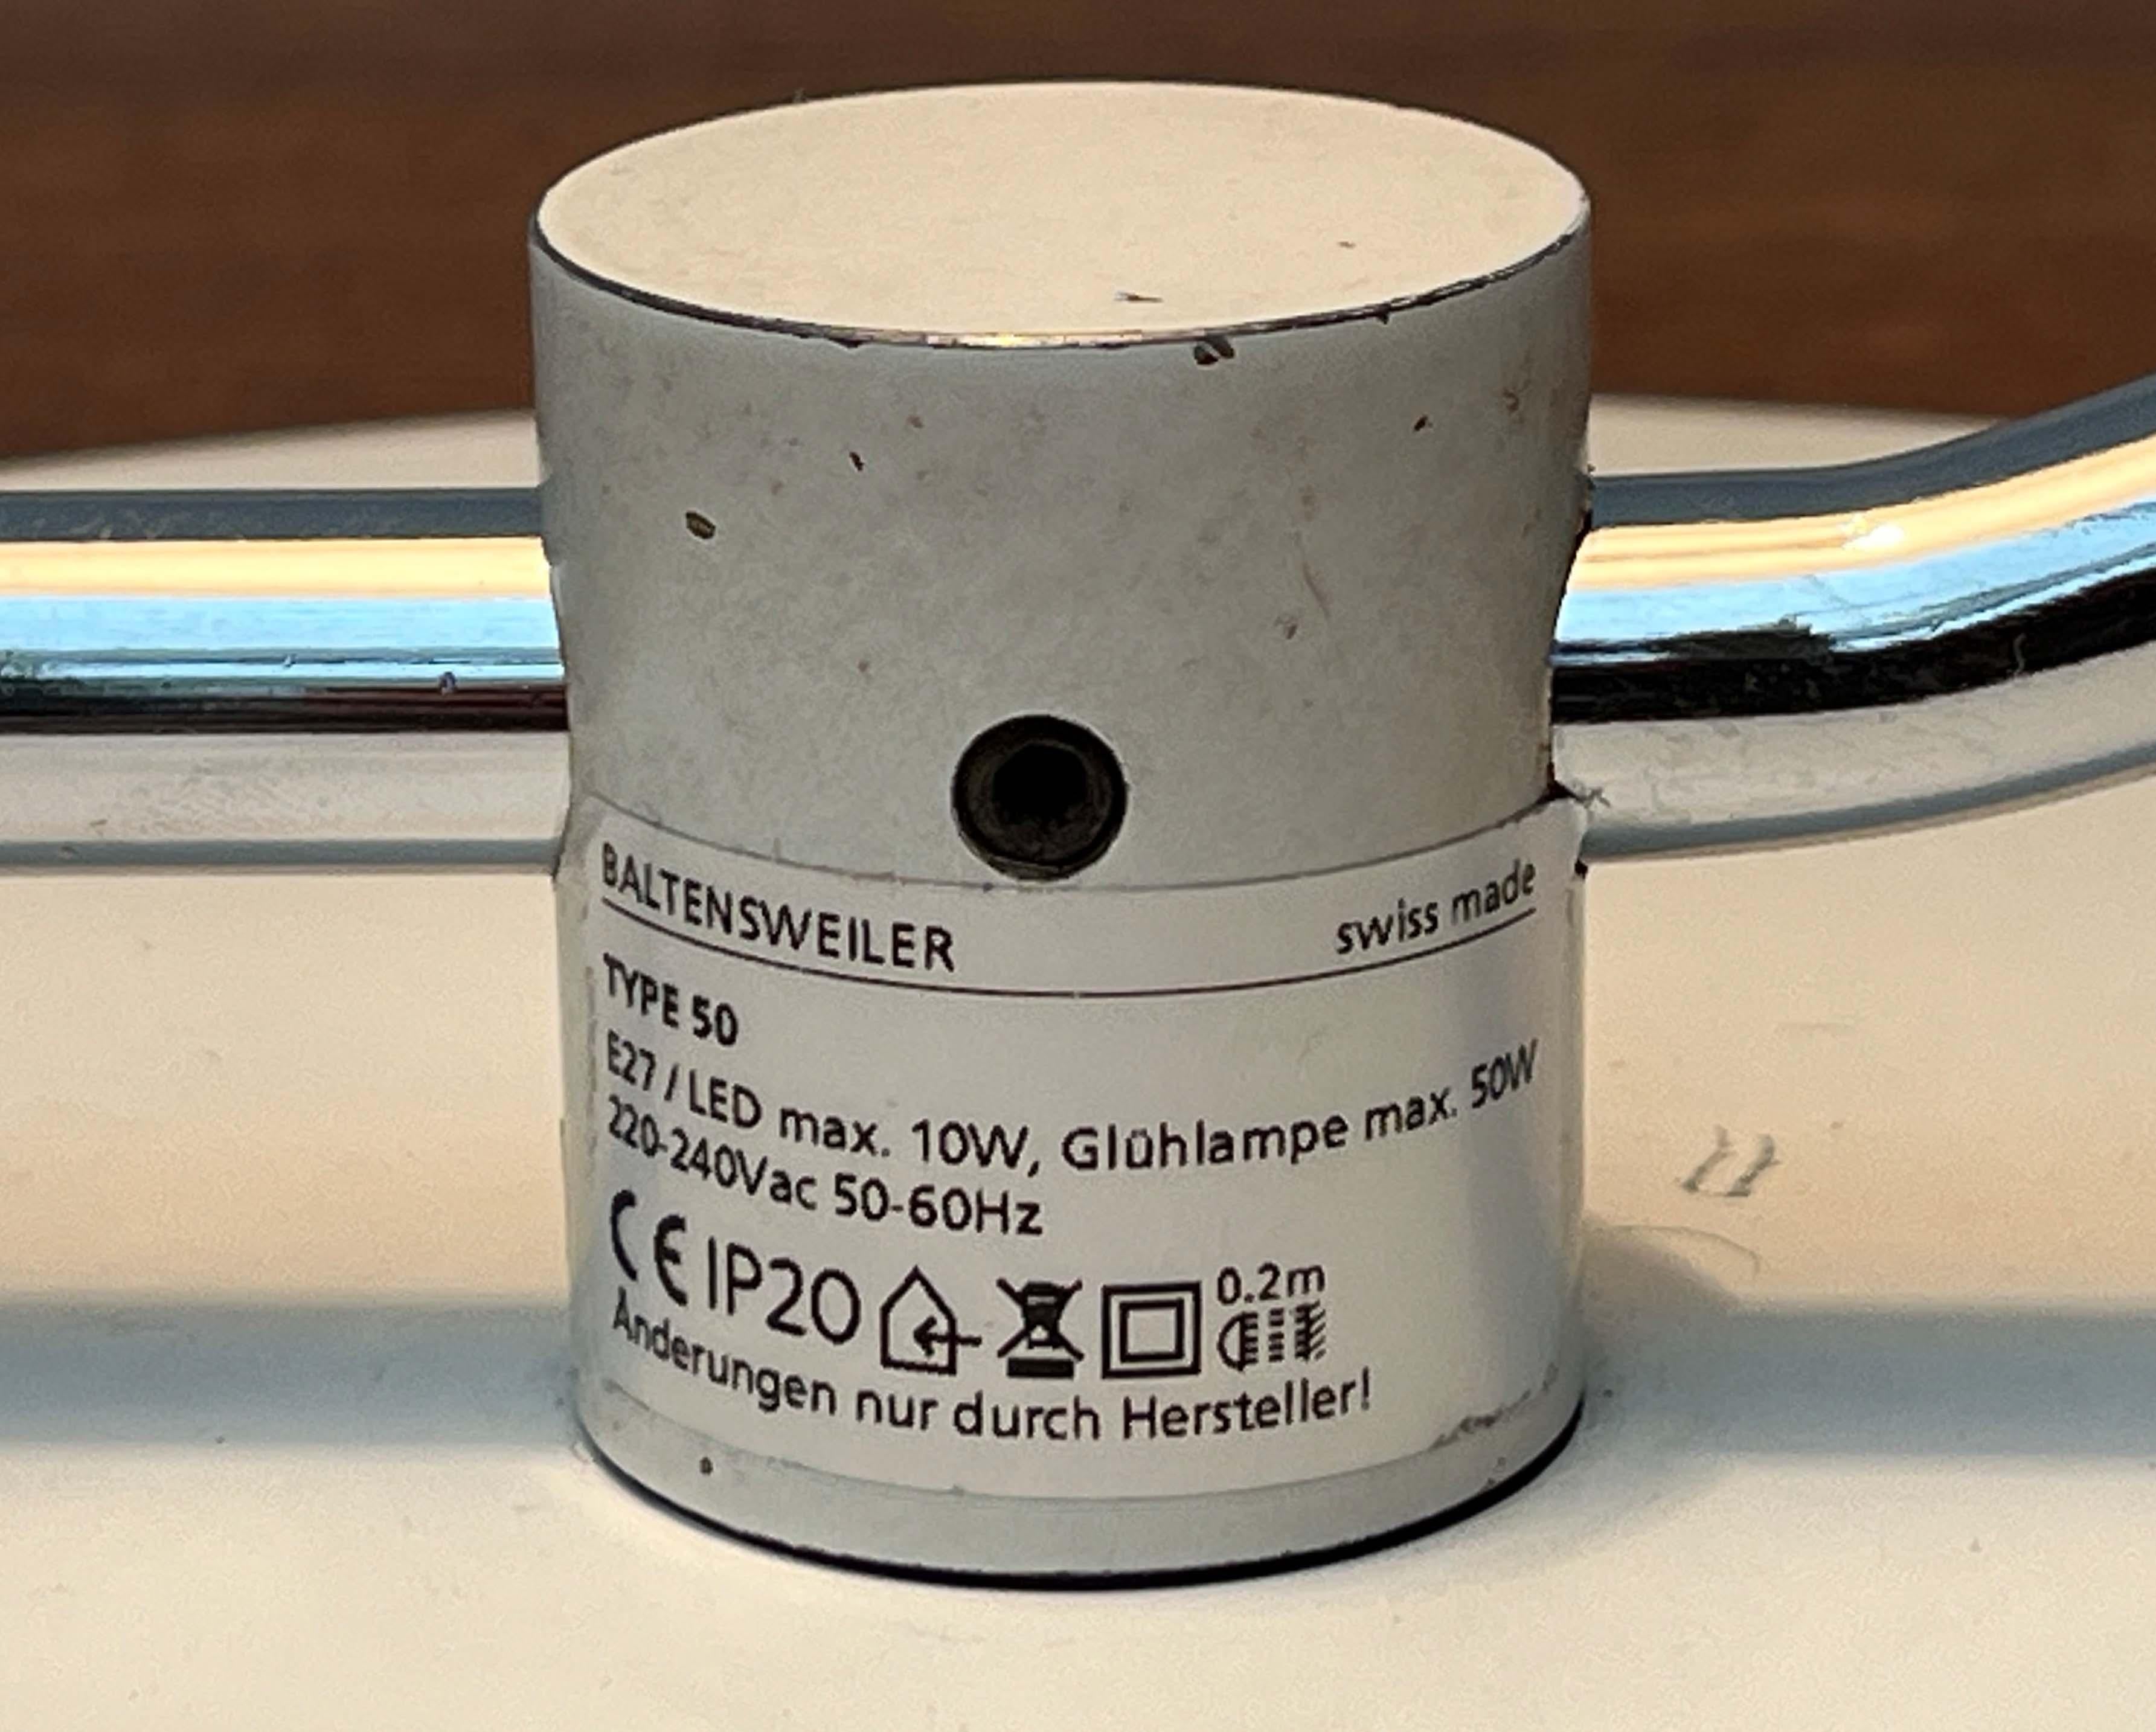 BALTENSWEILER swiss made
TYPE 50
E27 / LED max. 10W, Glühlampe max. 50W
220-240Vac 50-60Hz
CE IP20 0.2m
Änderungen nur durch Hersteller!